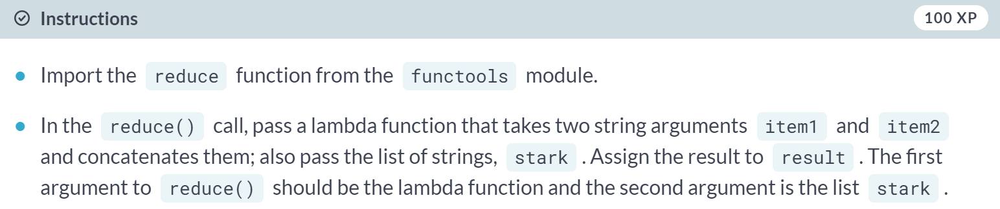 Instructions
100 XP
Import the reduce function from the functools module.
In the reduce() call, pass a lambda function that takes two string arguments item1 and item2
and concatenates them; also pass the list of strings, stark . Assign the result to result . The first
argument to reduce() should be the lambda function and the second argument is the list stark .